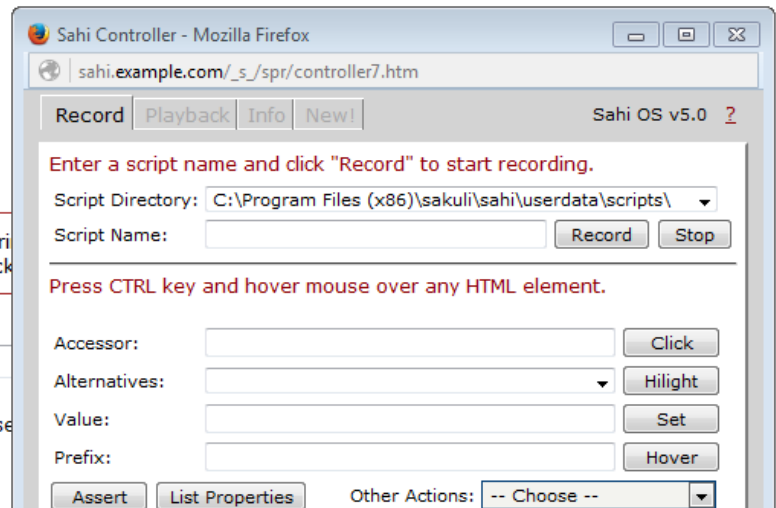 Sahi Controller - Mozilla Firefox
sahi.example.com/_s_/spr/controller7.htm
Record Playback Info New! Sahi OS v5.0 ?
Enter a script name and click "Record" to start recording.
Script Directory: C:\Program Files (x86)\sakuli\sahi\userdata\scripts\
Script Name: Record Stop
Press CTRL key and hover mouse over any HTML element.
Accessor: Click
Alternatives: Hilight
Value: Set
Prefix: Hover
Assert List Properties Other Actions: -- Choose --